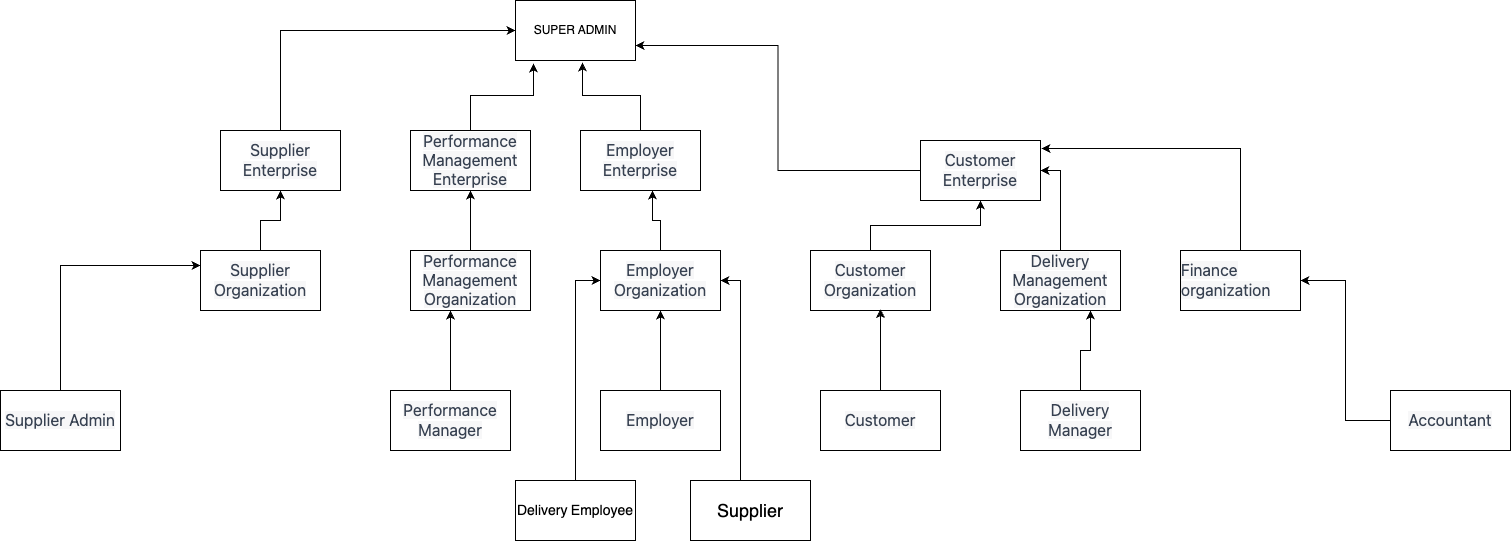 SUPER ADMIN
Supplier
Enterprise
Performance
Management
Enterprise
Employer
Enterprise
Customer
Enterprise
Supplier
Organization
Performance
Management
Organization
Employer
Organization
Customer
Organization
Delivery
Management
Organization
Finance
organization
Supplier Admin
Performance
Manager
Employer
Customer
Delivery
Manager
Accountant
Delivery Employee
Supplier